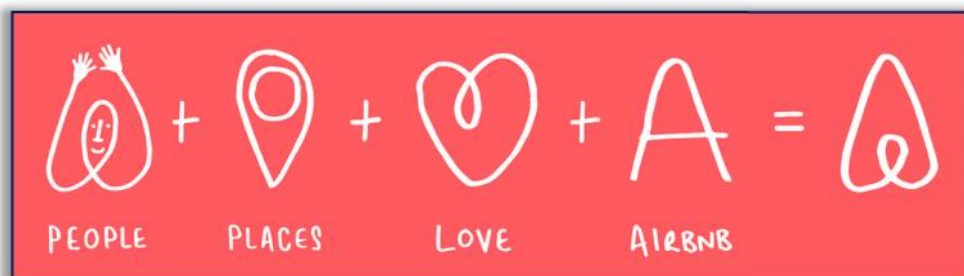 + + + A =
PEOPLE PLACES LOVE AIRBNB